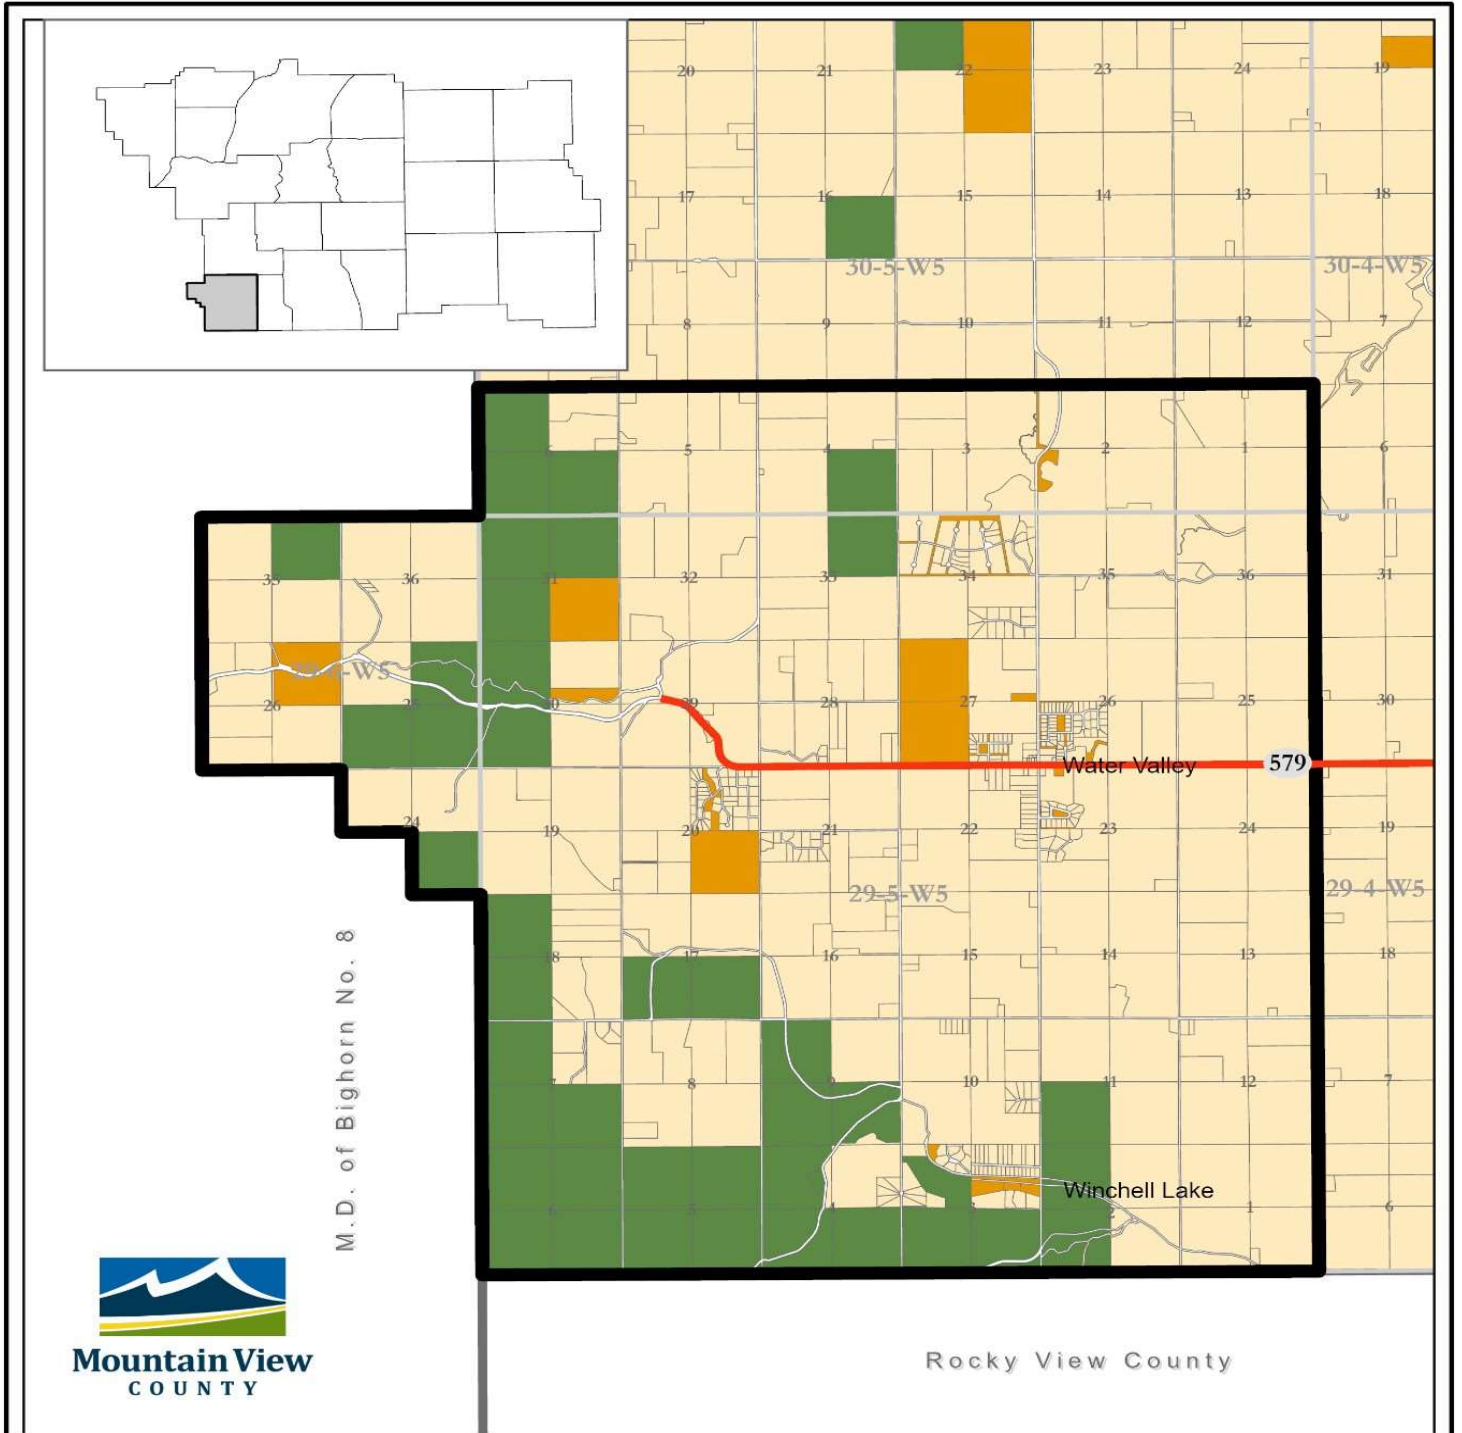 20 21 22 23 24 19
17 16 15 14 13 18
30-5-W5 30-4-W5
8 9 10 11 12 7
5 4 3 2 1 6
35 36 31 32 33 34 35 36 31
29-6-W5
26 25 30 29 28 27 26 25 30
Water Valley 579
24 19 20 21 22 23 24 19
29-5-W5 29-4-W5
18 17 16 15 14 13 18
7 8 9 10 11 12 7
Winchell Lake
6 5 4 3 2 1 6
M.D. of Bighorn No. 8
Mountain View
COUNTY
Rocky View County